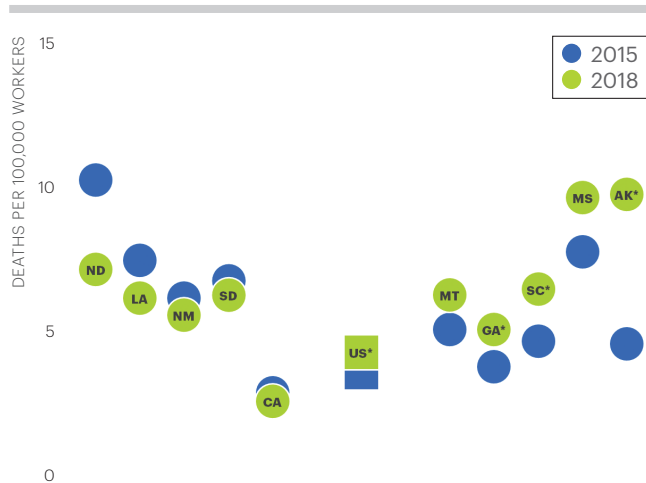 DEATHS PER 100,000 WORKERS
15
10
5
0
2015
2018
ND
LA
NM
SD
CA
US*
MT
GA*
SC*
MS
AK*